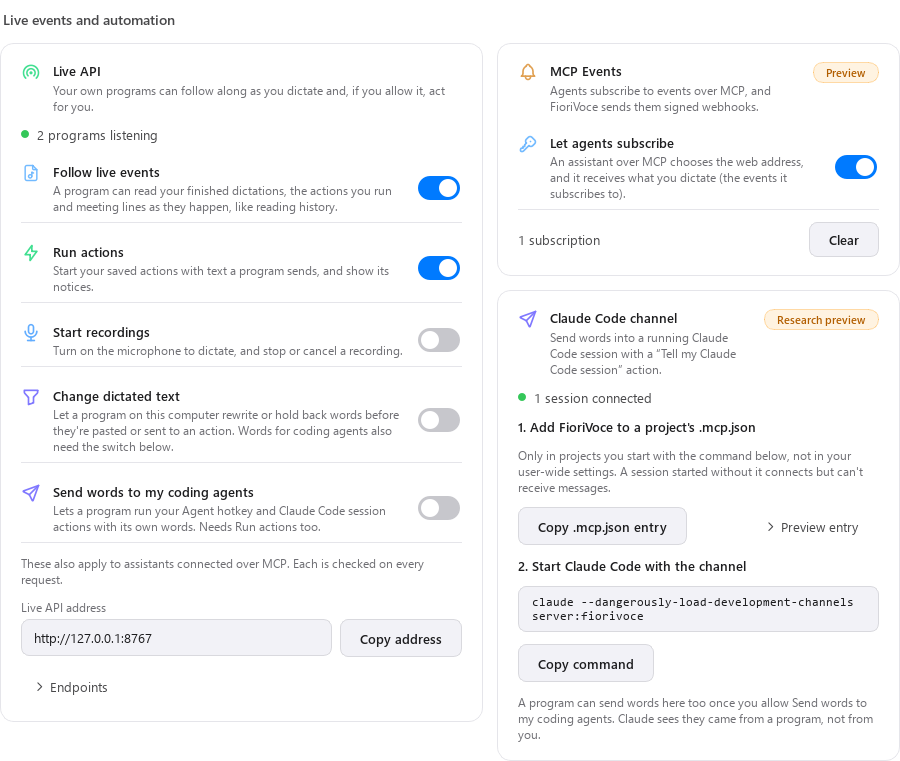 Live events and automation
Live API
Your own programs can follow along as you dictate and, if you allow it, act
for you.
2 programs listening
Follow live events
A program can read your finished dictations, the actions you run
and meeting lines as they happen, like reading history.
Run actions
Start your saved actions with text a program sends, and show its
notices.
Start recordings
Turn on the microphone to dictate, and stop or cancel a recording.
Change dictated text
Let a program on this computer rewrite or hold back words before
they're pasted or sent to an action. Words for coding agents also
need the switch below.
Send words to my coding agents
Lets a program run your Agent hotkey and Claude Code session
actions with its own words. Needs Run actions too.
These also apply to assistants connected over MCP. Each is checked on every
request.
Live API address
http://127.0.0.1:8767
Copy address
Endpoints
MCP Events
Preview
Agents subscribe to events over MCP, and
FioriVoce sends them signed webhooks.
Let agents subscribe
An assistant over MCP chooses the web address,
and it receives what you dictate (the events it
subscribes to).
1 subscription
Clear
Claude Code channel
Research preview
Send words into a running Claude
Code session with a “Tell my Claude
Code session” action.
1 session connected
1. Add FioriVoce to a project's .mcp.json
Only in projects you start with the command below, not in your
user-wide settings. A session started without it connects but can't
receive messages.
Copy .mcp.json entry
Preview entry
2. Start Claude Code with the channel
claude --dangerously-load-development-channels
server:fiorivoce
Copy command
A program can send words here too once you allow Send words to
my coding agents. Claude sees they came from a program, not from
you.